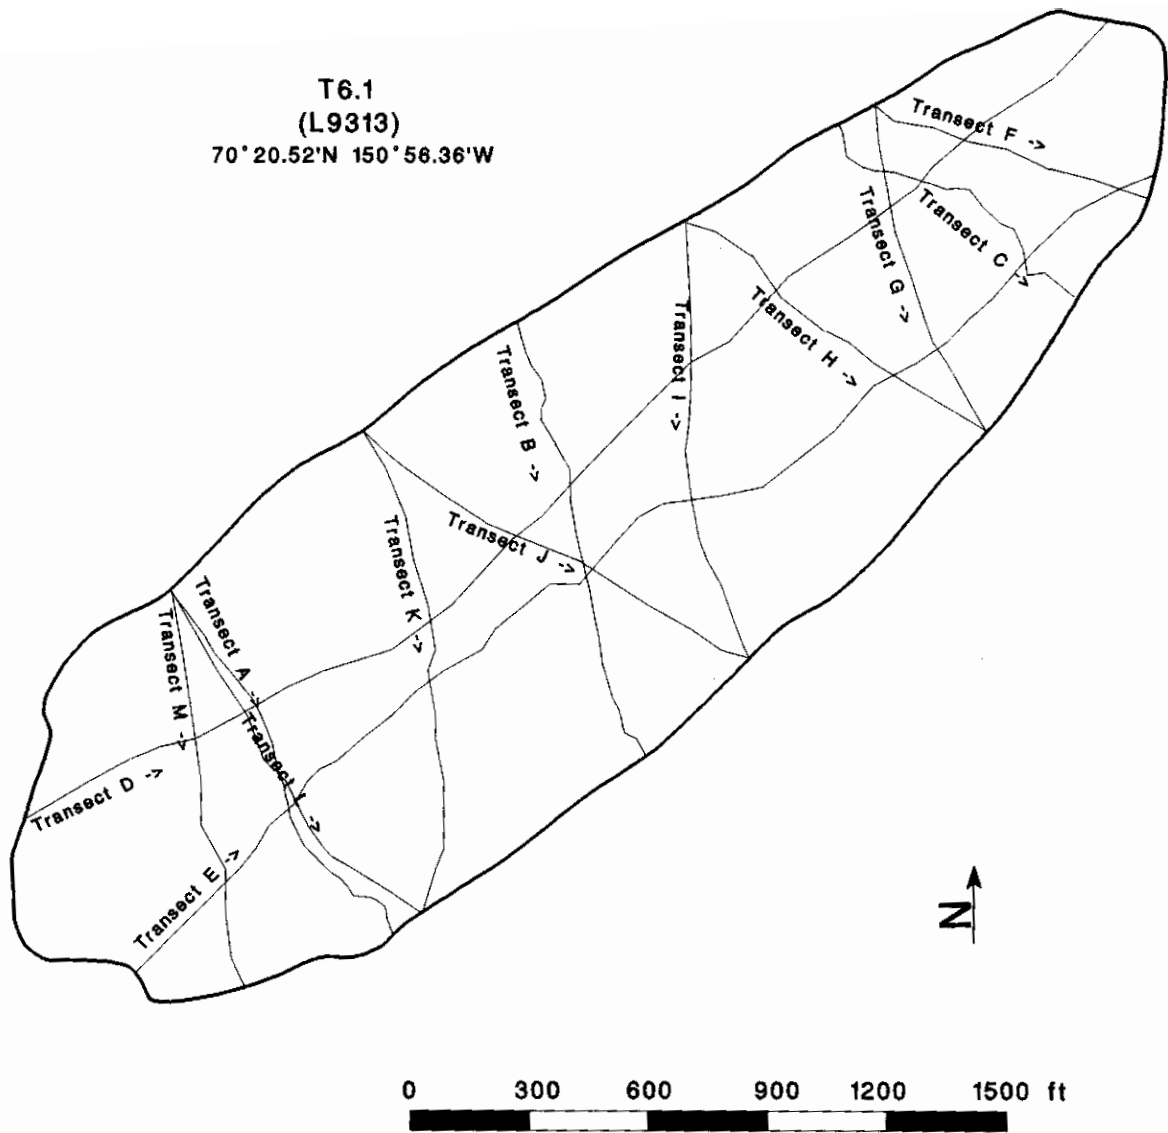 T6.1
(L9313)
70°20.52'N 150°56.36'W
Transect F ->
Transect C ->
Transect G ->
Transect H ->
Transect I ->
Transect B ->
Transect J ->
Transect K ->
Transect A ->
Transect M ->
Transect L ->
Transect D ->
Transect E ->
N
0 300 600 900 1200 1500 ft